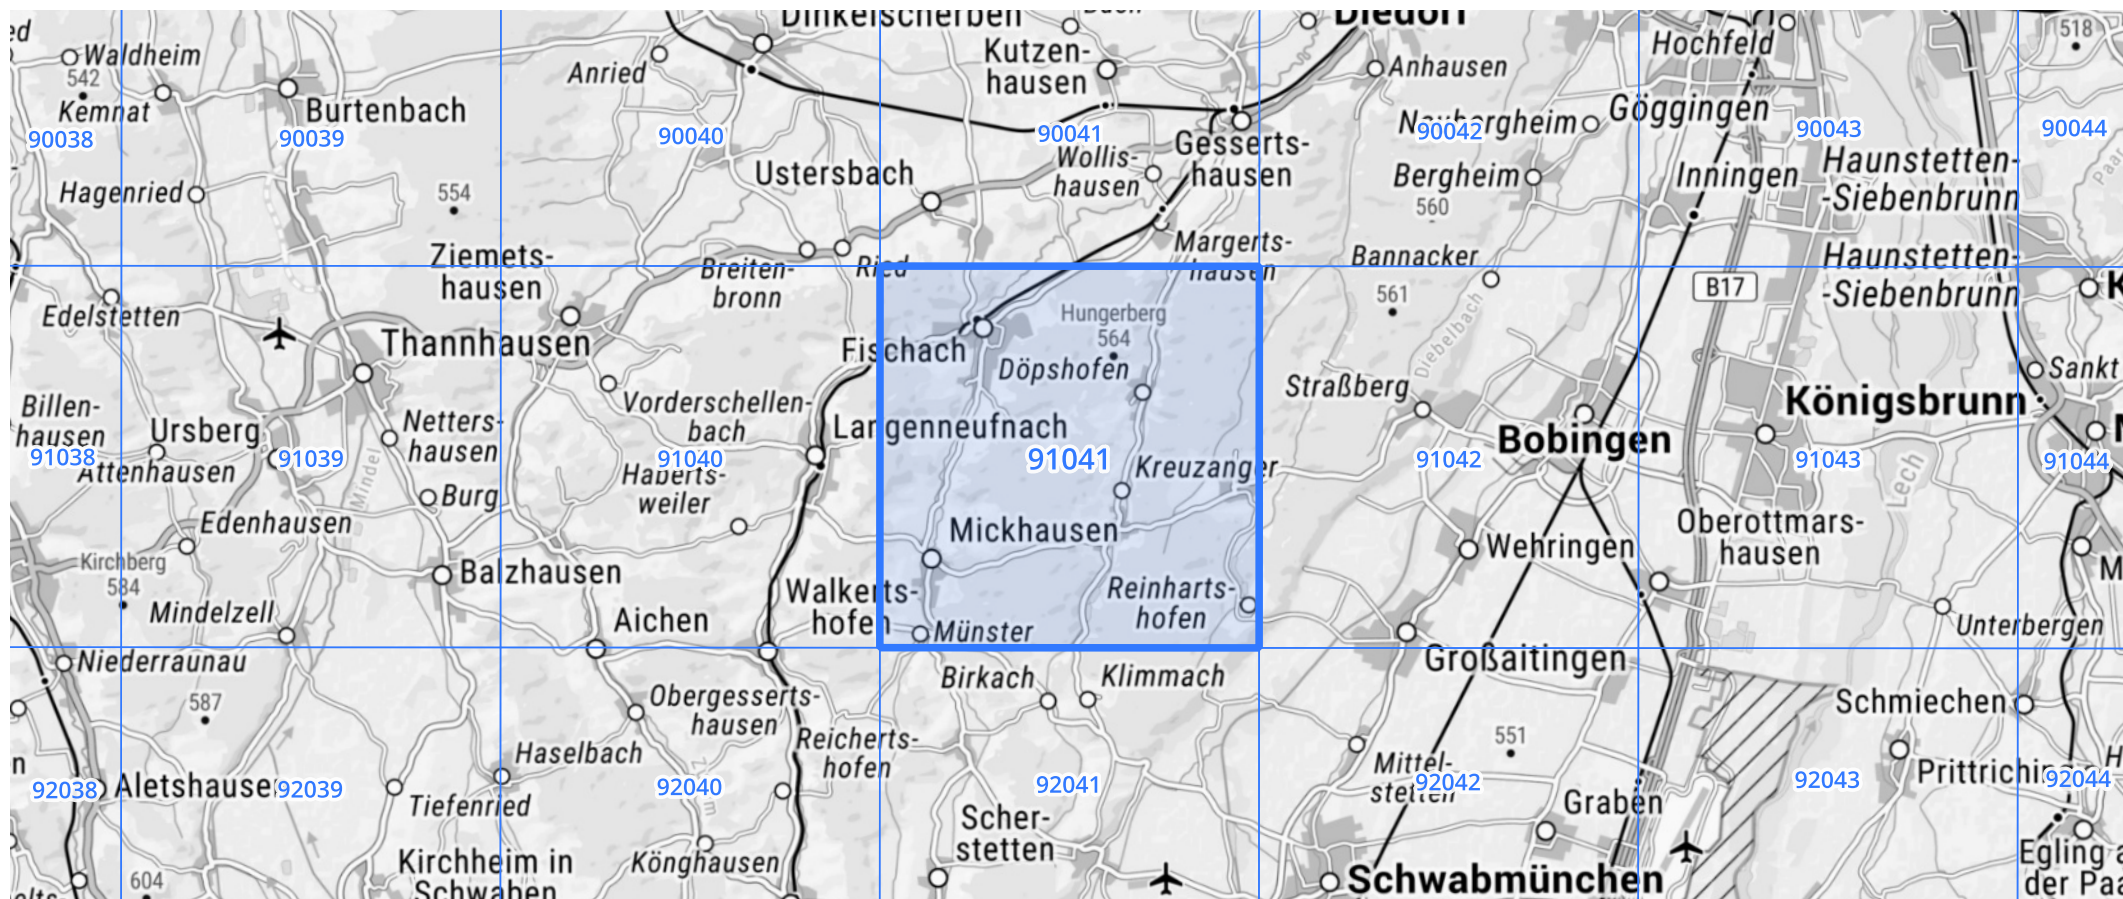 Dinkelscherben
Diedorf
518
Waldheim
542
Kemnat
Burtenbach
Anried
Kutzen-
hausen
Anhausen
Hochfeld
Göggingen
90038
90039
90040
90041
90042
90043
90044
Neubergheim
Gesserts-
hausen
Wollis-
hausen
Ustersbach
Bergheim
560
Inningen
Haunstetten-
-Siebenbrunn
Paar
Hagenried
554
Ziemets-
hausen
Breiten-
bronn
Ried
Margerts-
hausen
Bannacker
Haunstetten-
-Siebenbrunn
B17
K
Edelstetten
Thannhausen
Fischach
Hungerberg
564
Döpshofen
561
Diebelbach
Straßberg
Sankt
Königsbrunn
Billen-
hausen
Ursberg
Netters-
hausen
Vorderschellen-
bach
Langenneufnach
Bobingen
N
91038
91039
91040
91041
91042
91043
91044
Attenhausen
Mindel
Burg
Haberts-
weiler
Kreuzanger
Lech
Edenhausen
Mickhausen
Wehringen
Oberottmars-
hausen
Kirchberg
584
Balzhausen
Walkerts-
hofen
Reinharts-
hofen
M
Mindelzell
Aichen
Münster
Unterbergen
Niederraunau
Birkach
Klimmach
Großaitingen
587
Obergesserts-
hausen
Schmiechen
Haselbach
Reicherts-
hofen
Mittel-
stetten
551
n
Aletshausen
92038
92039
92040
92041
92042
92043
92044
Prittriching
H
Tiefenried
Graben
Scher-
stetten
Kirchheim in
Schwaben
Könghausen
Schwabmünchen
Egling a
der Paa
604